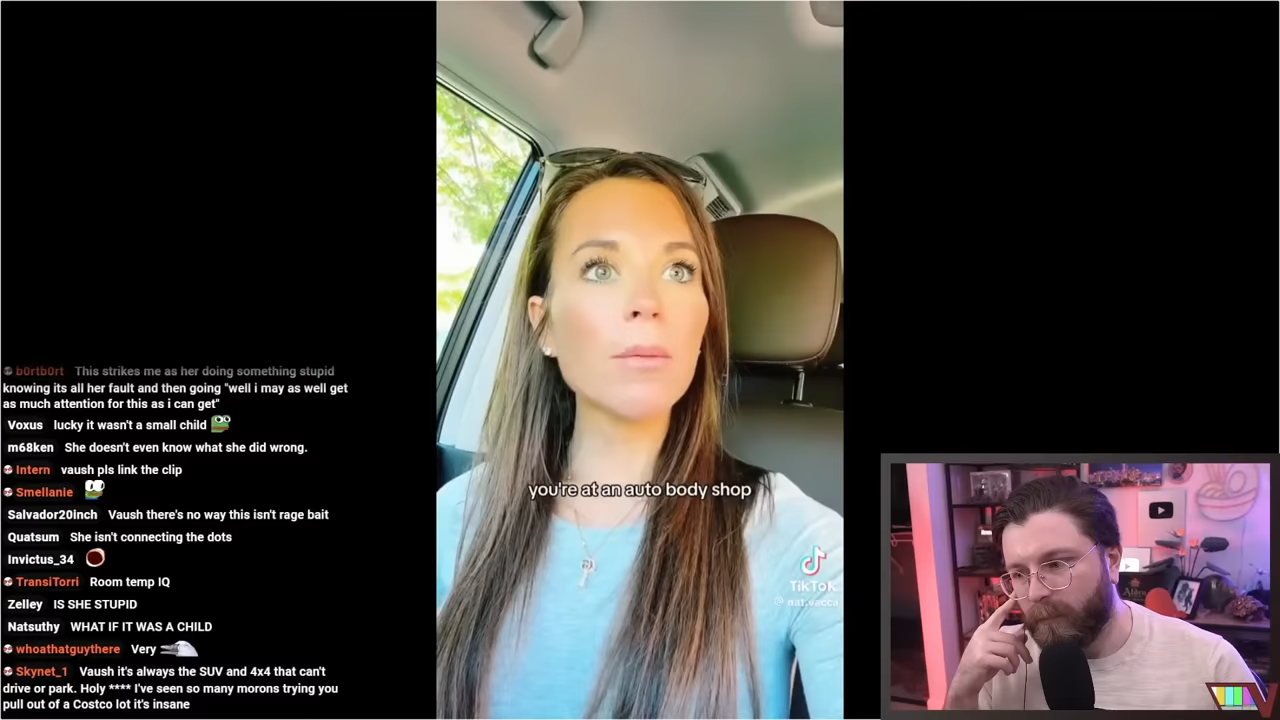 b0rtb0rt This strikes me as her doing something stupid
knowing its all her fault and then going "well i may as well get
as much attention for this as i can get"
Voxus lucky it wasn't a small child
m68ken She doesn't even know what she did wrong.
Intern vaush pls link the clip
Smellanie
Salvador20inch Vaush there's no way this isn't rage bait
Quatsum She isn't connecting the dots
Invictus_34
TransiTorri Room temp IQ
Zelley IS SHE STUPID
Natsuthy WHAT IF IT WAS A CHILD
whoathatguythere Very
Skynet_1 Vaush it's always the SUV and 4x4 that can't
drive or park. Holy **** I've seen so many morons trying you
pull out of a Costco lot it's insane
you're at an auto body shop
TikTok